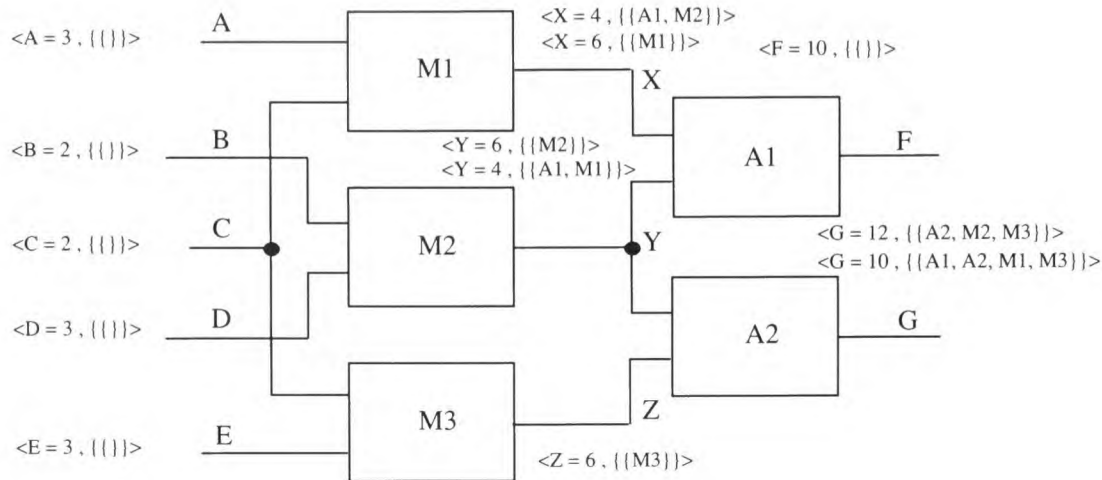 <X = 4 , {{A1, M2}}>
<A = 3 , {{}}>
A
<X = 6 , {{M1}}>
<F = 10 , {{}}>
M1
X
B
<B = 2 , {{}}>
<Y = 6 , {{M2}}>
<Y = 4 , {{A1, M1}}>
A1
F
C
<C = 2 , {{}}>
M2
Y
<G = 12 , {{A2, M2, M3}}>
<G = 10 , {{A1, A2, M1, M3}}>
D
<D = 3 , {{}}>
A2
G
M3
Z
E
<E = 3 , {{}}>
<Z = 6 , {{M3}}>